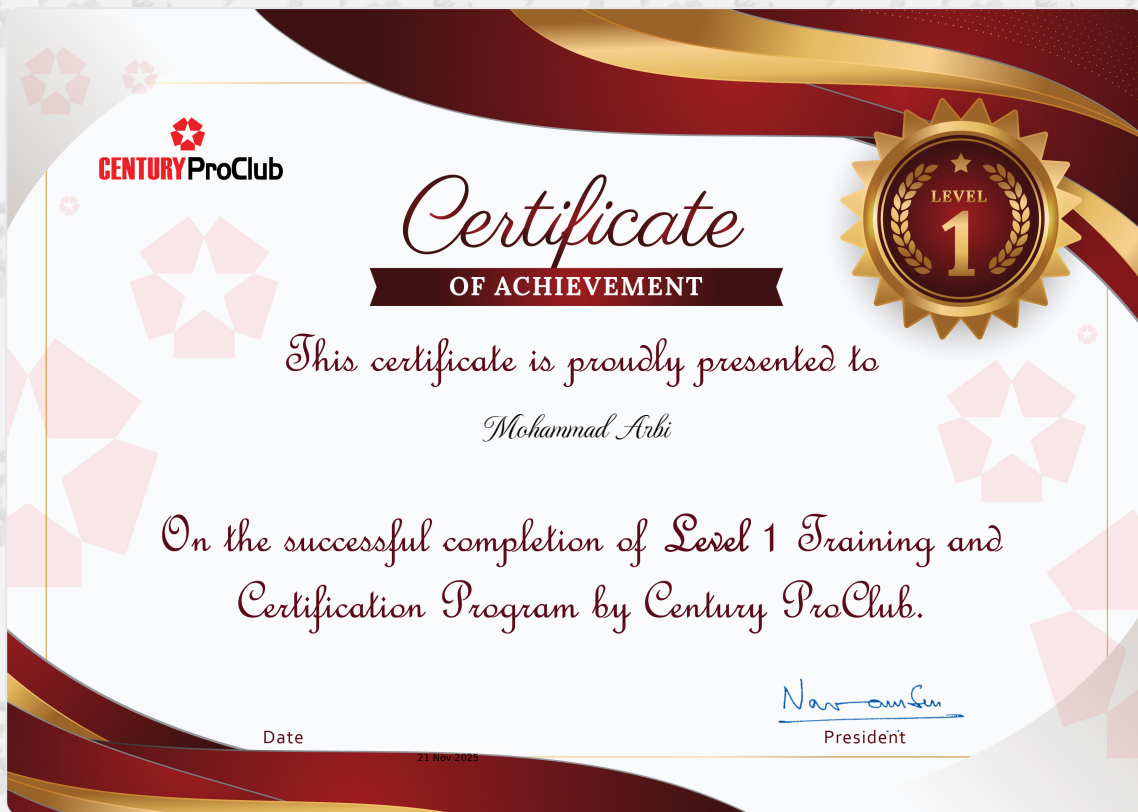 CENTURY ProClub
Certificate
OF ACHIEVEMENT
LEVEL
1
This certificate is proudly presented to
Mohammad Arbi
On the successful completion of Level 1 Training and
Certification Program by Century ProClub.
Date
President
21 Nov 2025